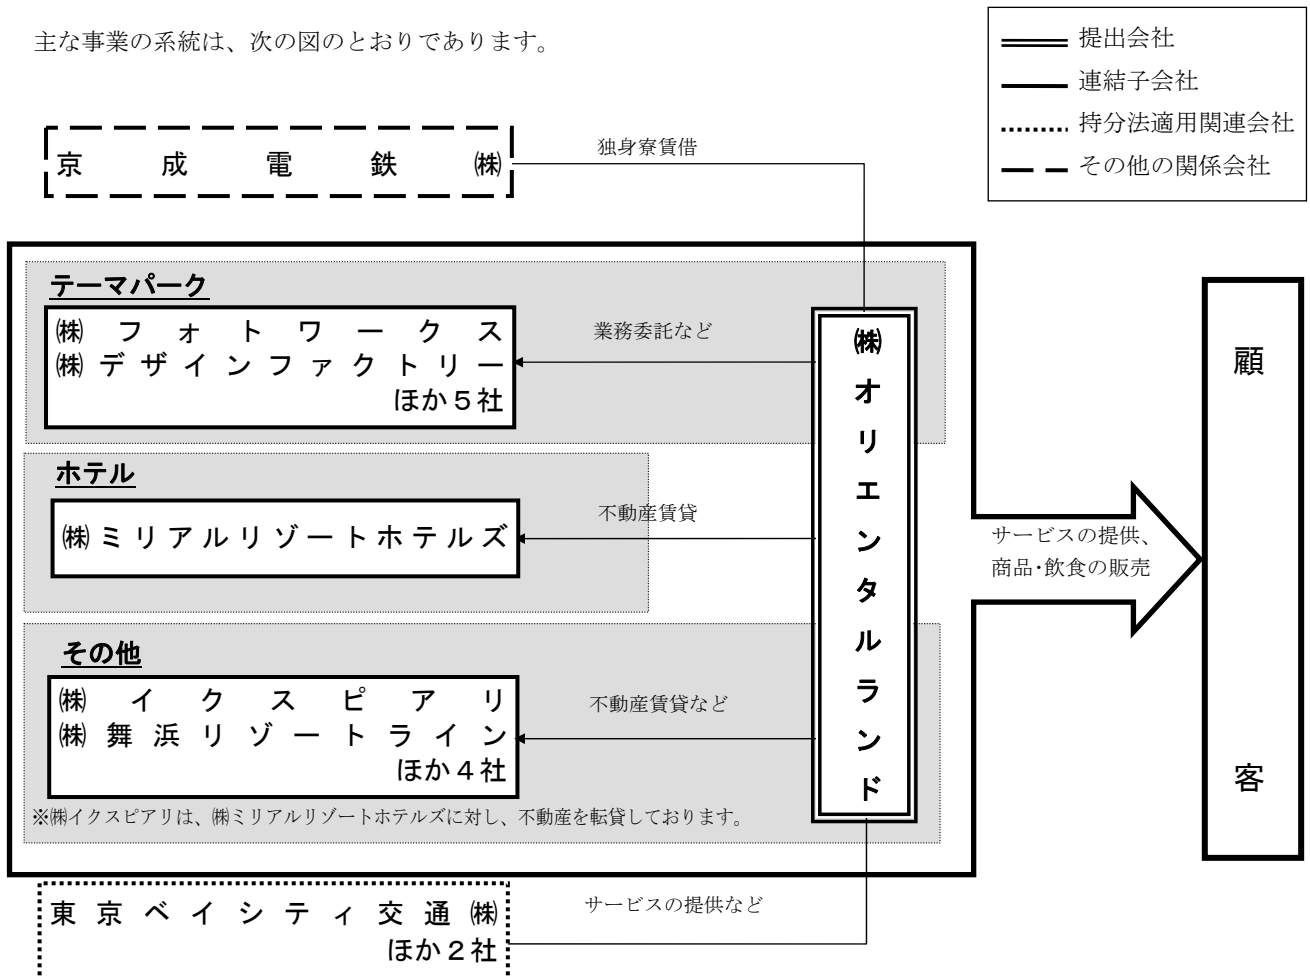 主な事業の系統は、次の図のとおりであります。
提出会社
連結子会社
持分法適用関連会社
その他の関係会社
京成電鉄㈱
独身寮賃借
テーマパーク
㈱フォトワークス
㈱デザインファクトリー
ほか5社
業務委託など
ホテル
㈱ミリアルリゾートホテルズ
不動産賃貸
その他
㈱イクスピアリ
㈱舞浜リゾートライン
ほか4社
不動産賃貸など
※㈱イクスピアリは、㈱ミリアルリゾートホテルズに対し、不動産を転貸しております。
㈱オリエンタルランド
サービスの提供、
商品・飲食の販売
顧客
東京ベイシティ交通㈱
ほか2社
サービスの提供など